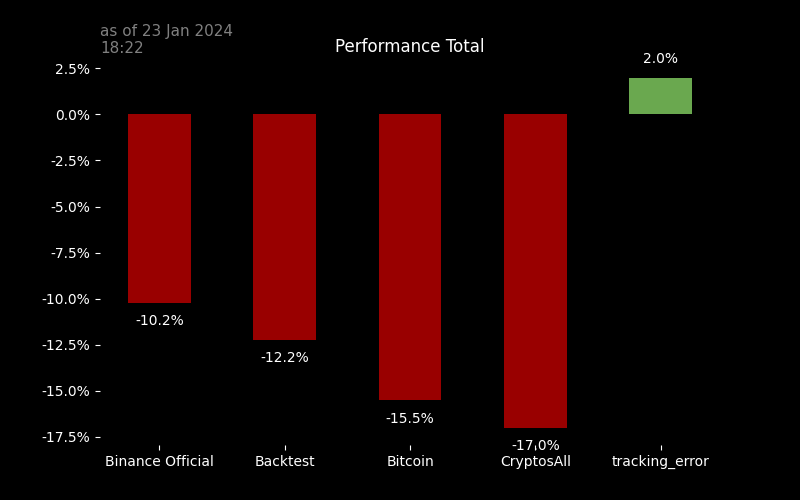 as of 23 Jan 2024
18:22
Performance Total
2.5%
0.0%
-2.5%
-5.0%
-7.5%
-10.0%
-12.5%
-15.0%
-17.5%
-10.2%
-12.2%
-15.5%
-17.0%
2.0%
Binance Official
Backtest
Bitcoin
CryptosAll
tracking_error